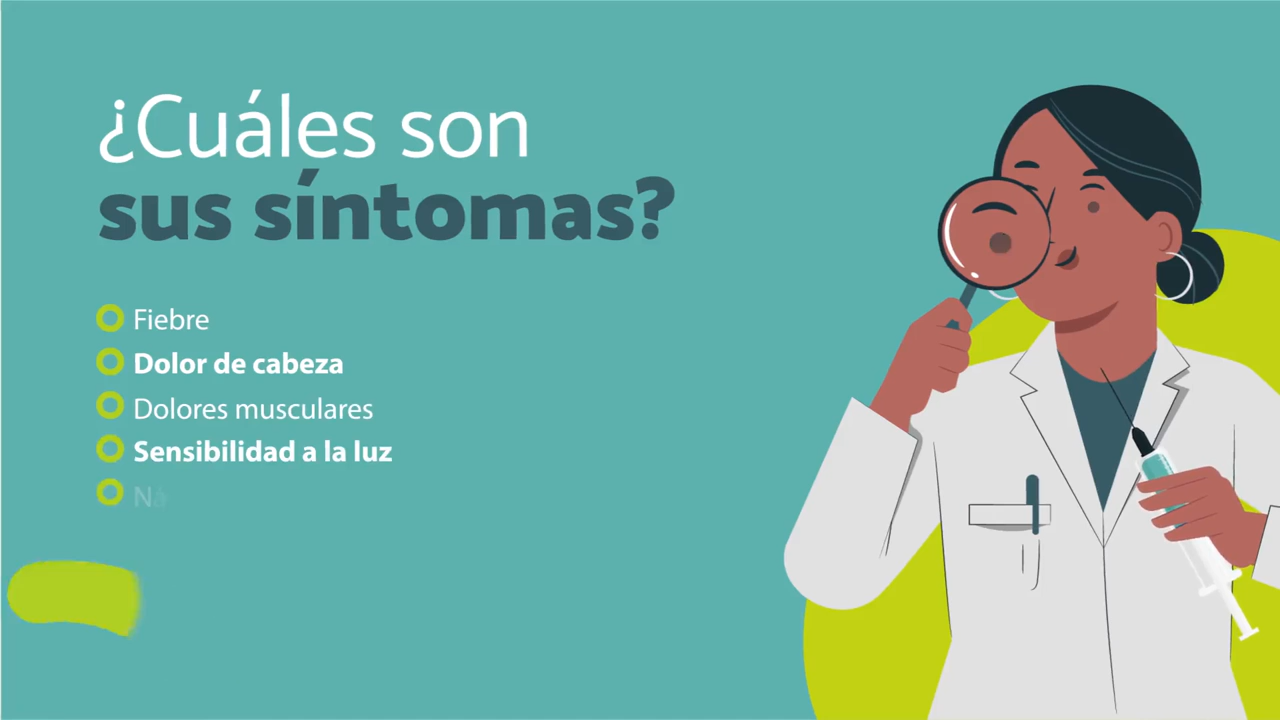 ¿Cuáles son
sus síntomas?
Fiebre
Dolor de cabeza
Dolores musculares
Sensibilidad a la luz